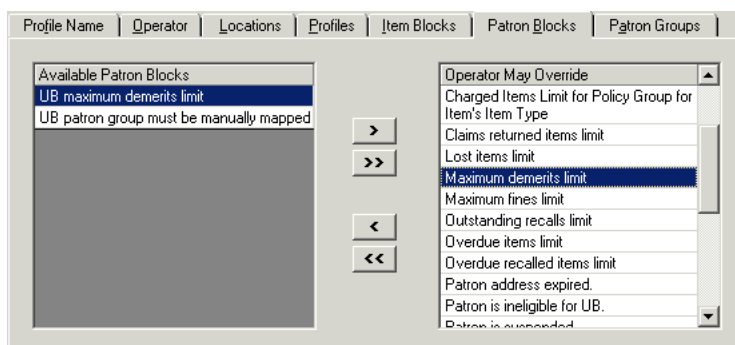 Profile Name Operator Locations Profiles Item Blocks Patron Blocks Patron Groups
Available Patron Blocks
UB maximum demerits limit
UB patron group must be manually mapped
>
>>
<
<<
Operator May Override
Charged Items Limit for Policy Group for
Item's Item Type
Claims returned items limit
Lost items limit
Maximum demerits limit
Maximum fines limit
Outstanding recalls limit
Overdue items limit
Overdue recalled items limit
Patron address expired.
Patron is ineligible for UB.
Patron is suspended